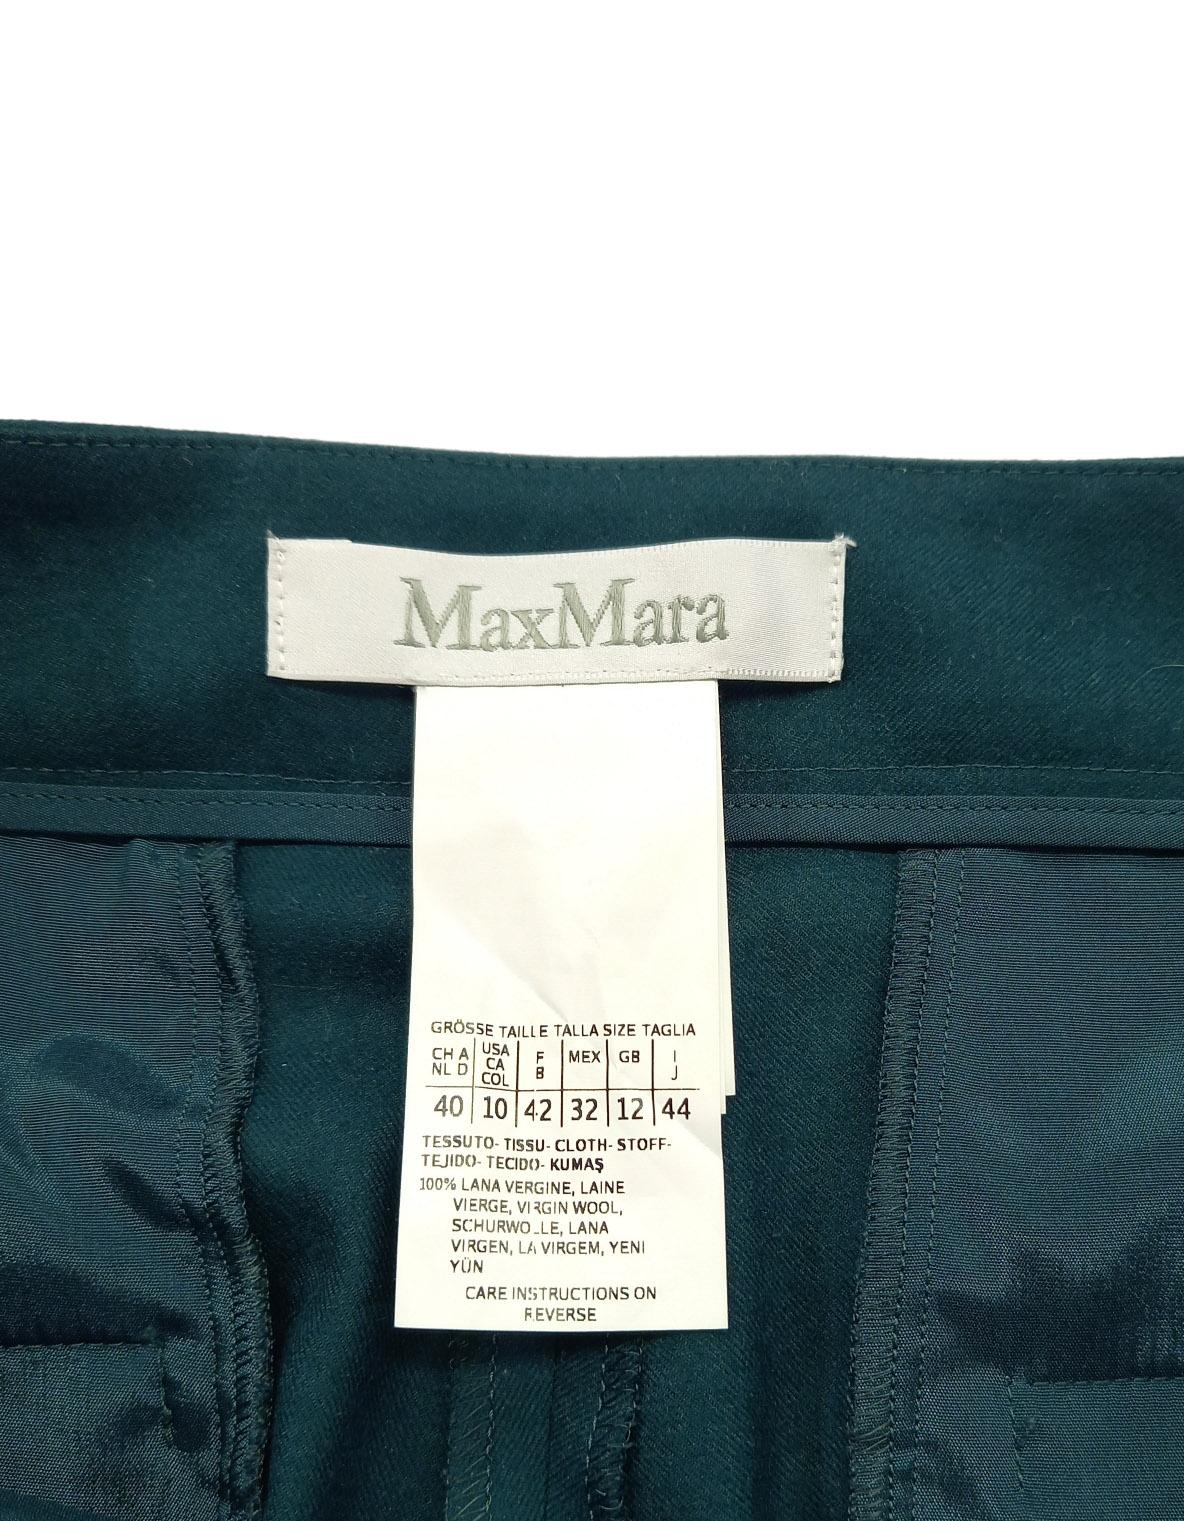 MaxMara
GRÖSSE TAILLE TALLA SIZE TAGLIA
CH A NL D USA CA COL F B MEX GB I J
40 10 42 32 12 44
TESSUTO- TISSU- CLOTH- STOFF-
TEJIDO- TECIDO- KUMAŞ
100% LANA VERGINE, LAINE
VIERGE, VIRGIN WOOL,
SCHURWOLLE, LANA
VIRGEN, LA VIRGEM, YENI
YÜN
CARE INSTRUCTIONS ON
REVERSE